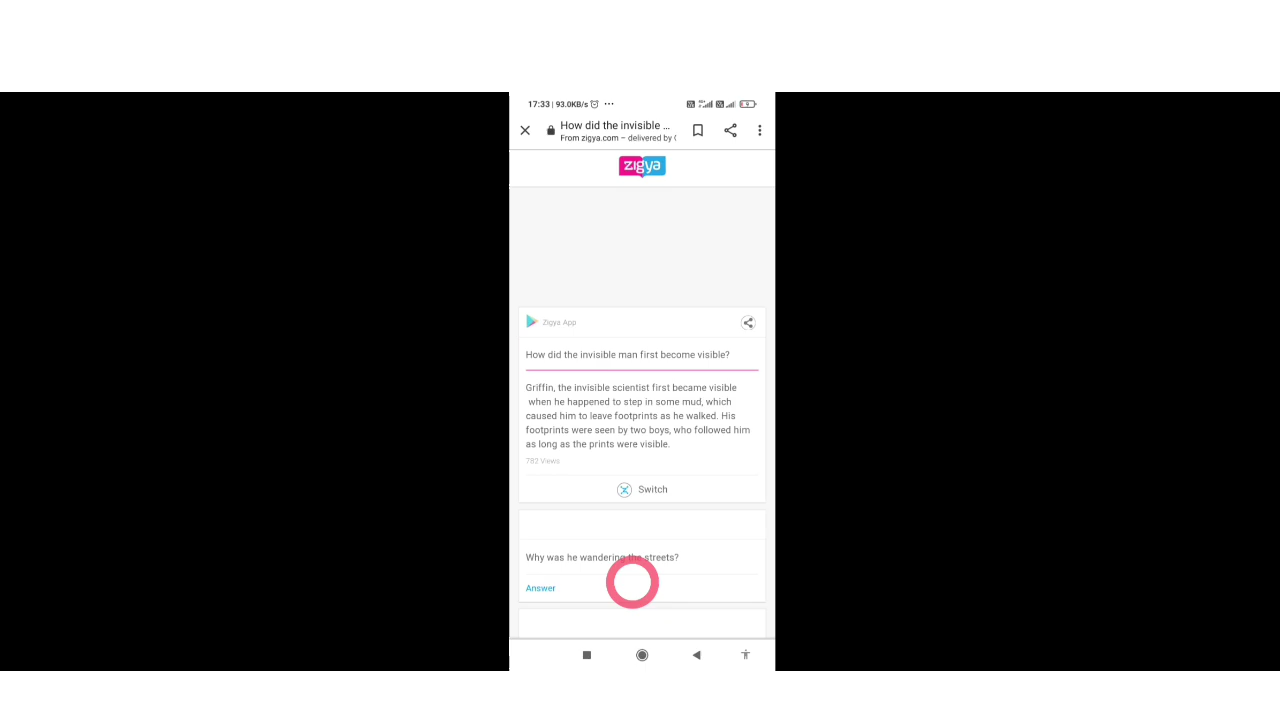 17:33 | 93.0KB/s
How did the invisible ...
From zigya.com – delivered by
zigya
Zigya App
How did the invisible man first become visible?
Griffin, the invisible scientist first became visible
when he happened to step in some mud, which
caused him to leave footprints as he walked. His
footprints were seen by two boys, who followed him
as long as the prints were visible.
782 Views
Switch
Why was he wandering the streets?
Answer